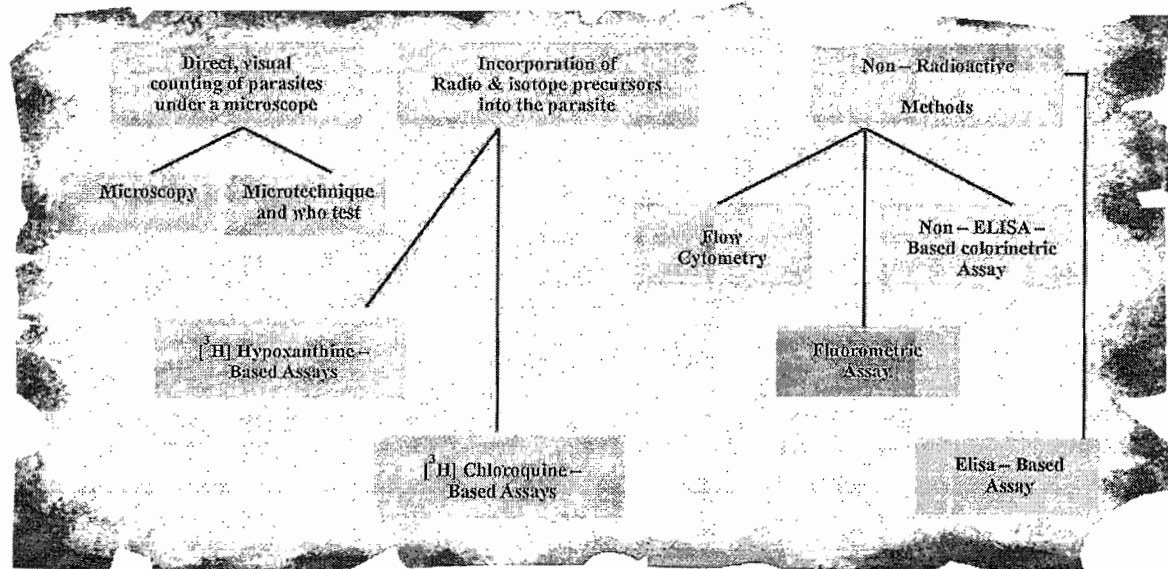 Direct, visual
counting of parasites
under a microscope
Incorporation of
Radio & isotope precursors
into the parasite
Non – Radioactive
Methods
Microscopy
Microtechnique
and who test
Flow
Cytometry
Non – ELISA –
Based colorinetric
Assay
[³H] Hypoxanthine –
Based Assays
Fluorometric
Assay
[³H] Chloroquine –
Based Assays
Elisa – Based
Assay